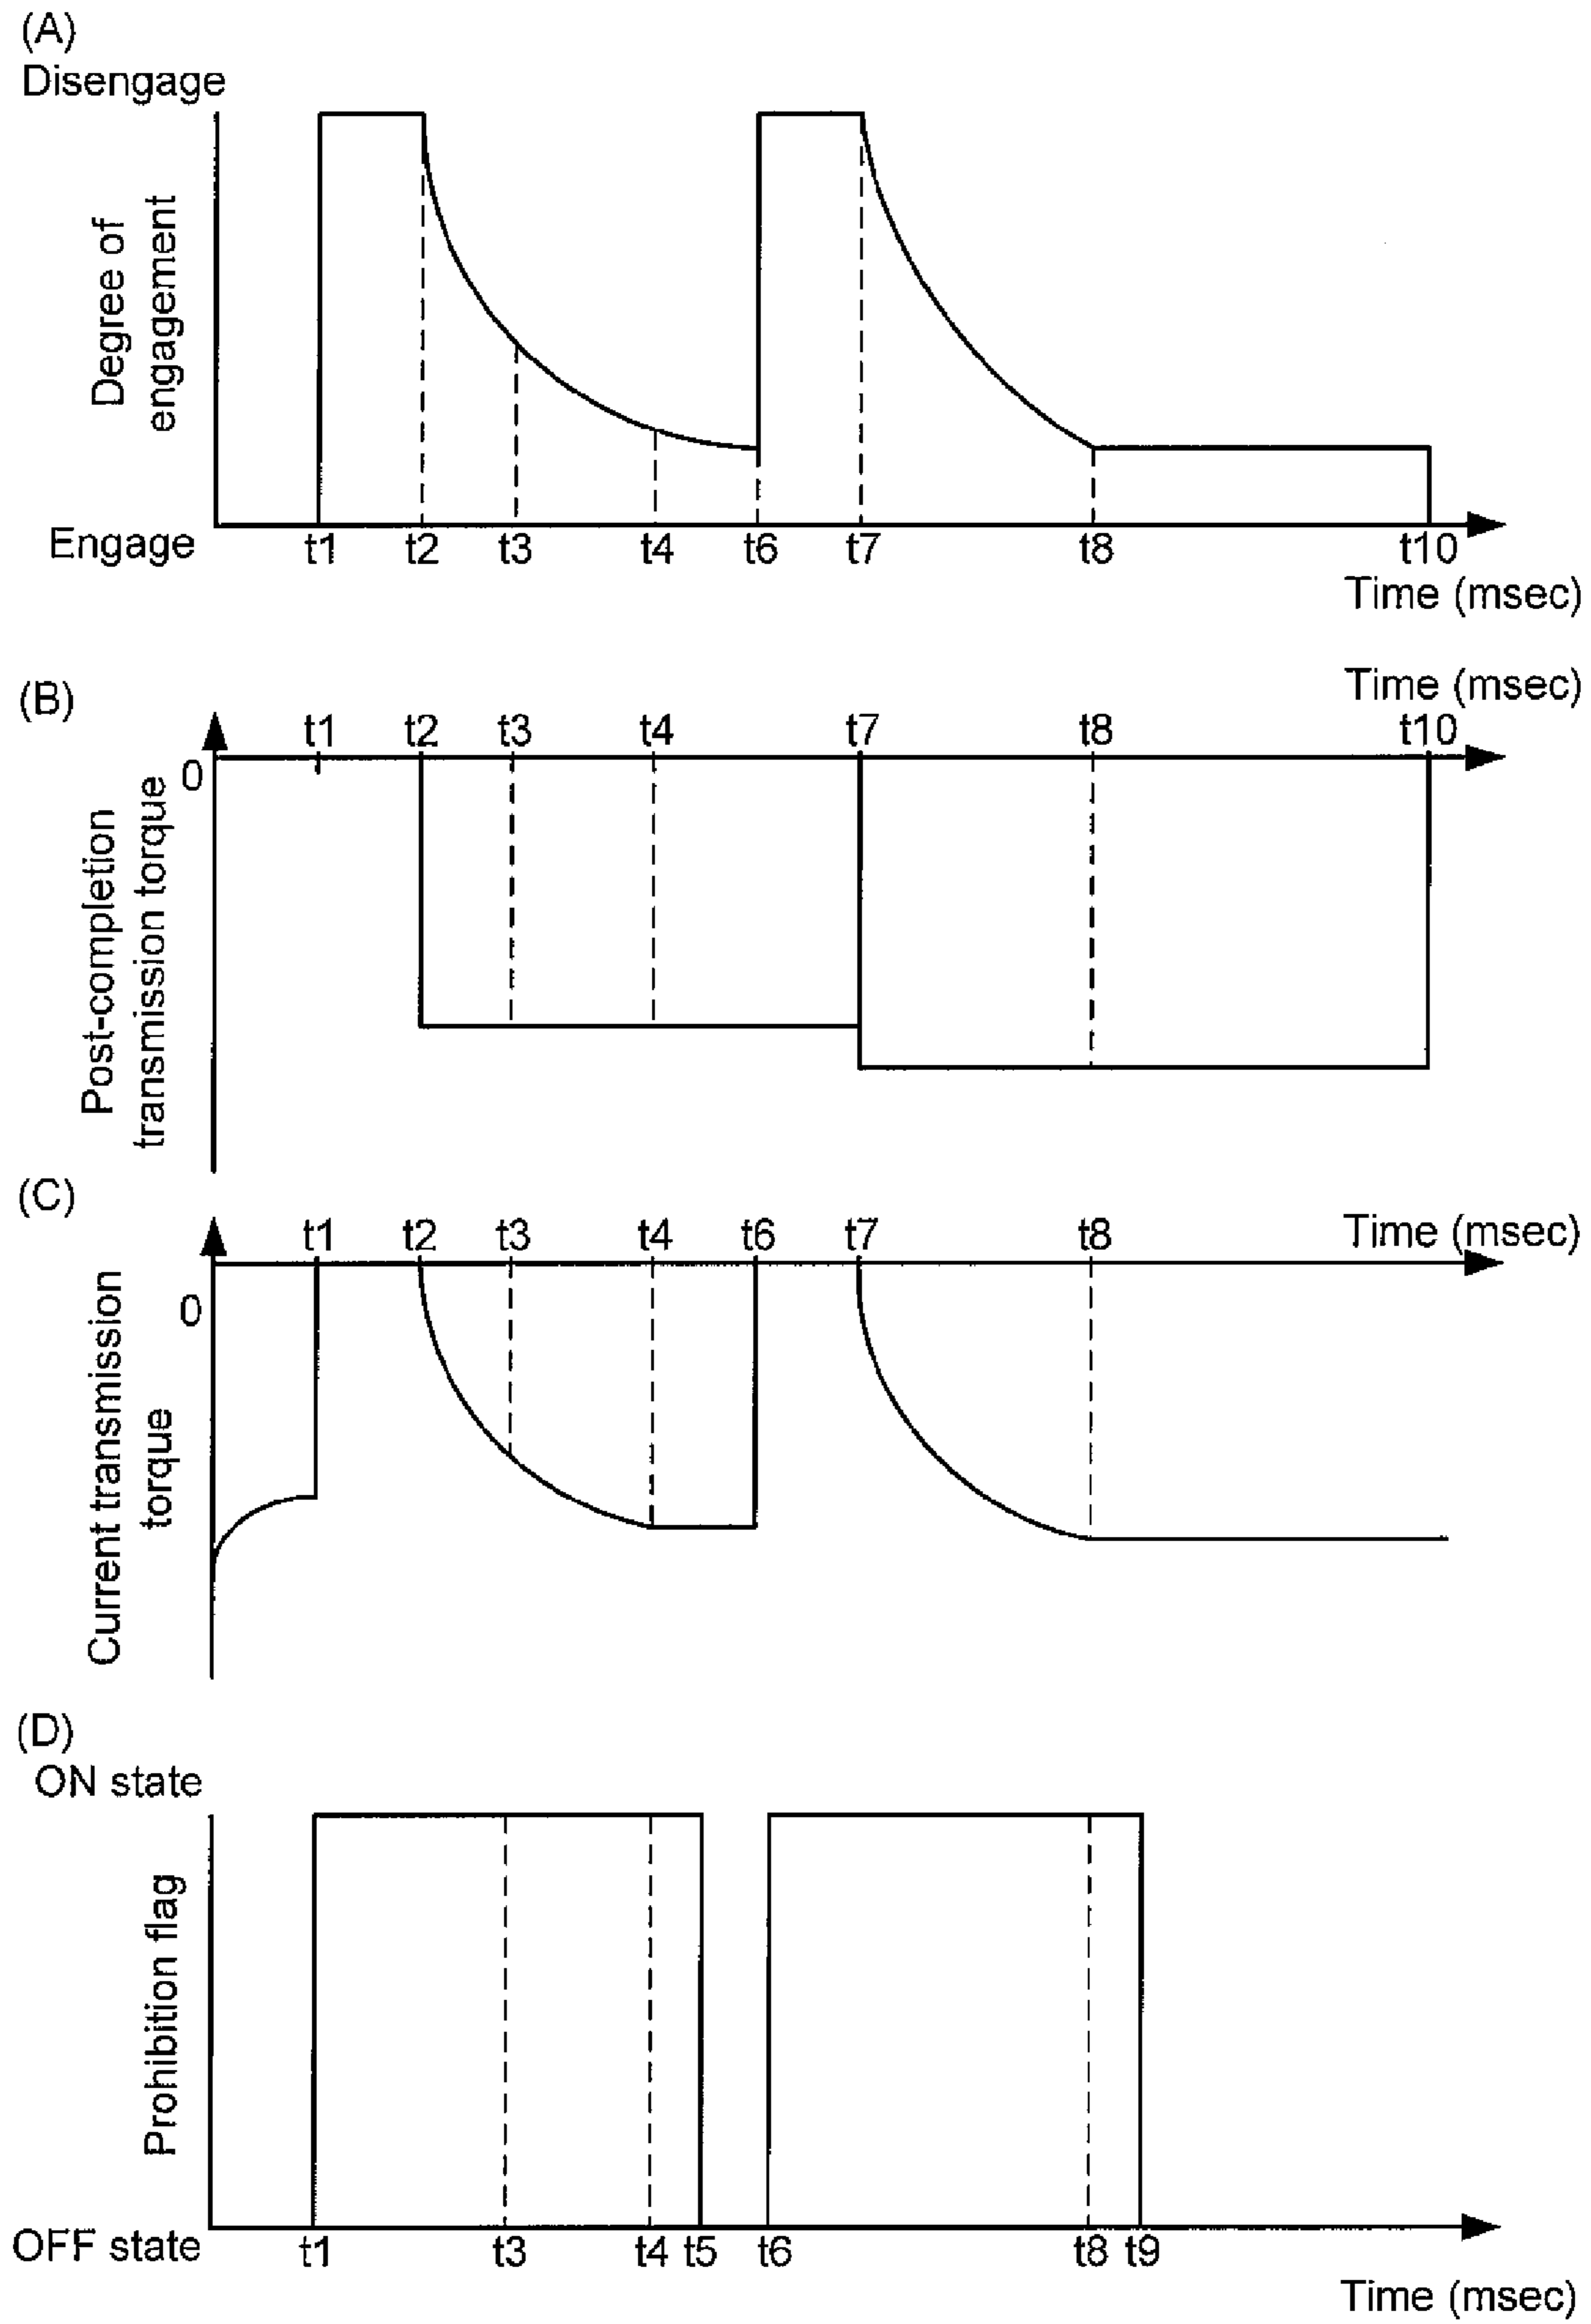 (A)
Disengage
Degree of
engagement
Engage
t1 t2 t3 t4 t6 t7 t8 t10
Time (msec)
(B)
Time (msec)
t1 t2 t3 t4 t7 t8 t10
0
Post-completion
transmission torque
(C)
t1 t2 t3 t4 t6 t7 t8 Time (msec)
0
Current transmission
torque
(D)
ON state
Prohibition flag
OFF state
t1 t3 t4 t5 t6 t8 t9
Time (msec)